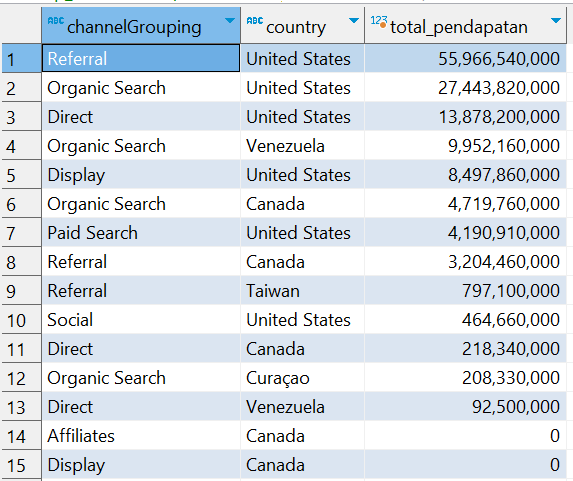 ABC channelGrouping ABC country 123 total_pendapatan
1 Referral United States 55,966,540,000
2 Organic Search United States 27,443,820,000
3 Direct United States 13,878,200,000
4 Organic Search Venezuela 9,952,160,000
5 Display United States 8,497,860,000
6 Organic Search Canada 4,719,760,000
7 Paid Search United States 4,190,910,000
8 Referral Canada 3,204,460,000
9 Referral Taiwan 797,100,000
10 Social United States 464,660,000
11 Direct Canada 218,340,000
12 Organic Search Curaçao 208,330,000
13 Direct Venezuela 92,500,000
14 Affiliates Canada 0
15 Display Canada 0